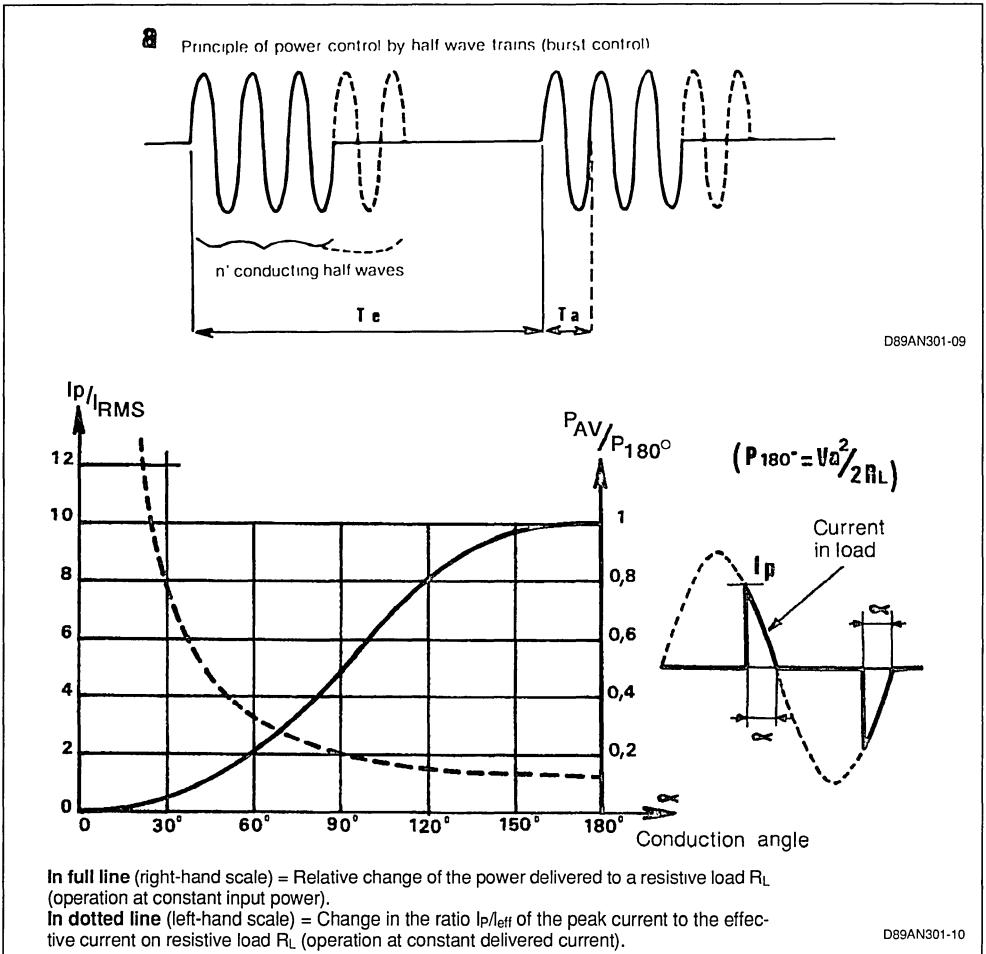 a Principle of power control by half wave trains (burst control)
n' conducting half waves
Te
Ta
D89AN301-09
Ip/IRMS
PAV/P180°
(P180° = Va²/2RL)
12
10
8
6
4
2
0
1
0,8
0,6
0,4
0,2
Current
in load
Ip
α
α
0 30° 60° 90° 120° 150° 180°
α
Conduction angle
In full line (right-hand scale) = Relative change of the power delivered to a resistive load RL
(operation at constant input power).
In dotted line (left-hand scale) = Change in the ratio IP/Ieff of the peak current to the effec-
tive current on resistive load RL (operation at constant delivered current).
D89AN301-10